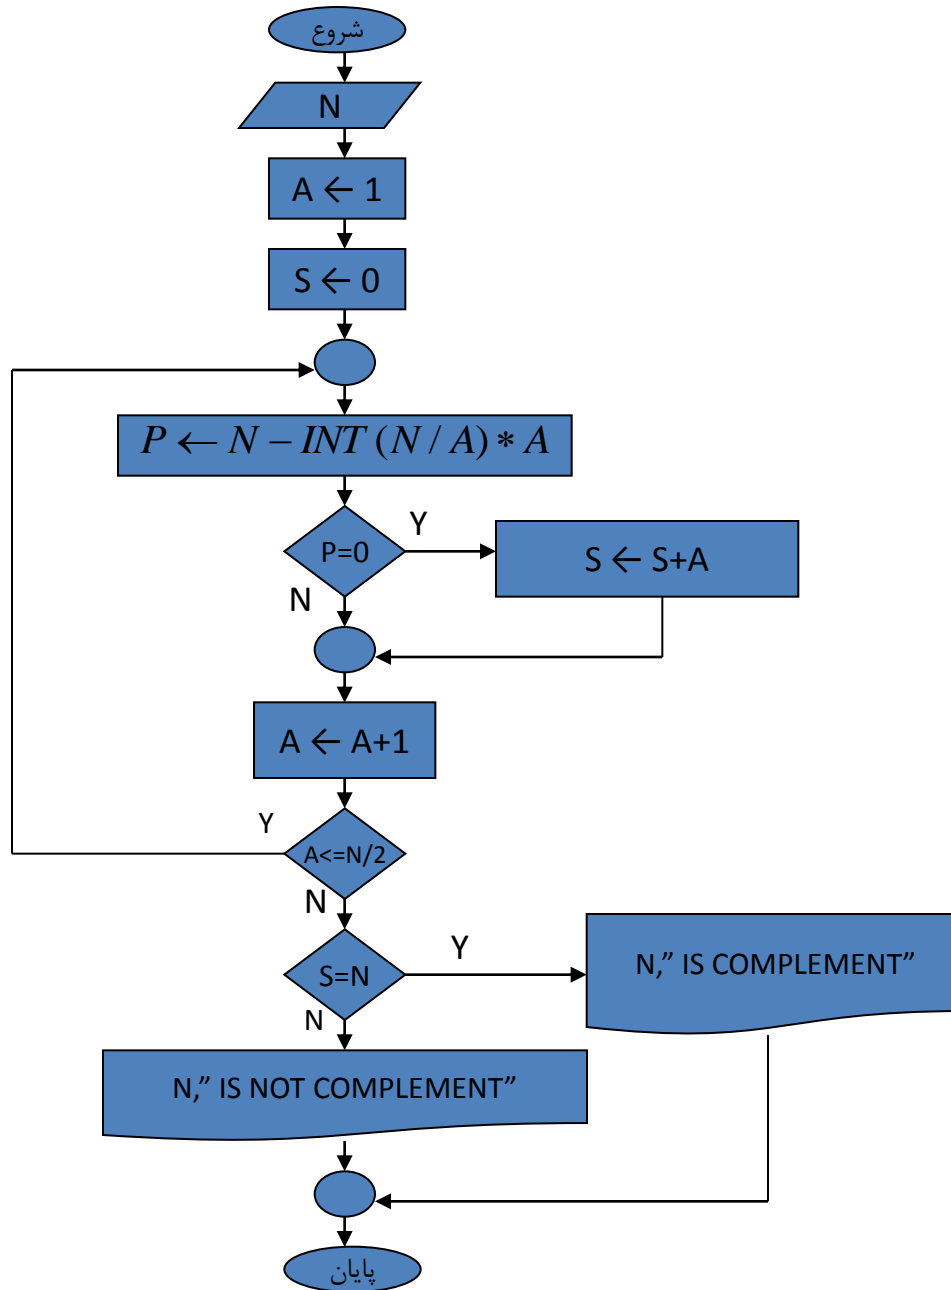 شروع
N
A ← 1
S ← 0
P ← N − INT (N / A) * A
P=0
Y
S ← S+A
N
A ← A+1
Y
A<=N/2
N
S=N
Y
N,” IS COMPLEMENT”
N
N,” IS NOT COMPLEMENT”
پایان